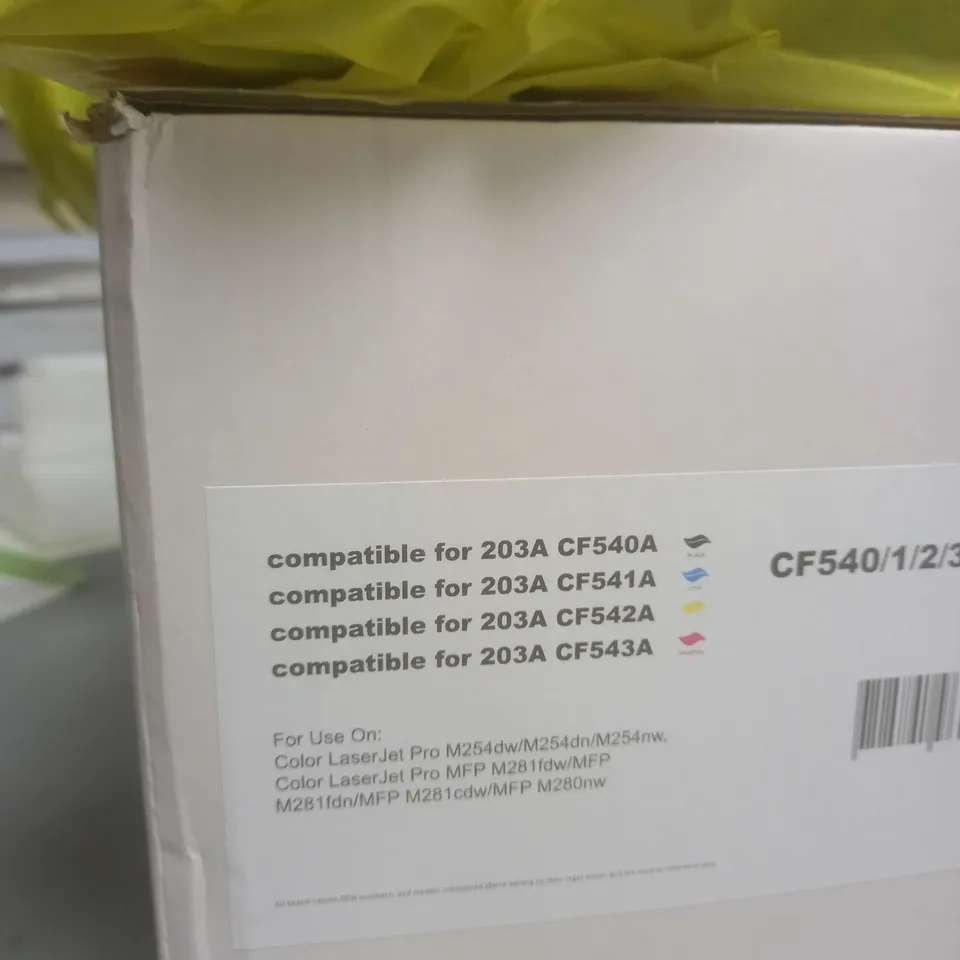 compatible for 203A CF540A
BLACK
compatible for 203A CF541A
compatible for 203A CF542A
compatible for 203A CF543A
CF540/1/2/3
For Use On:
Color LaserJet Pro M254dw/M254dn/M254nw,
Color LaserJet Pro MFP M281fdw/MFP
M281fdn/MFP M281cdw/MFP M280nw